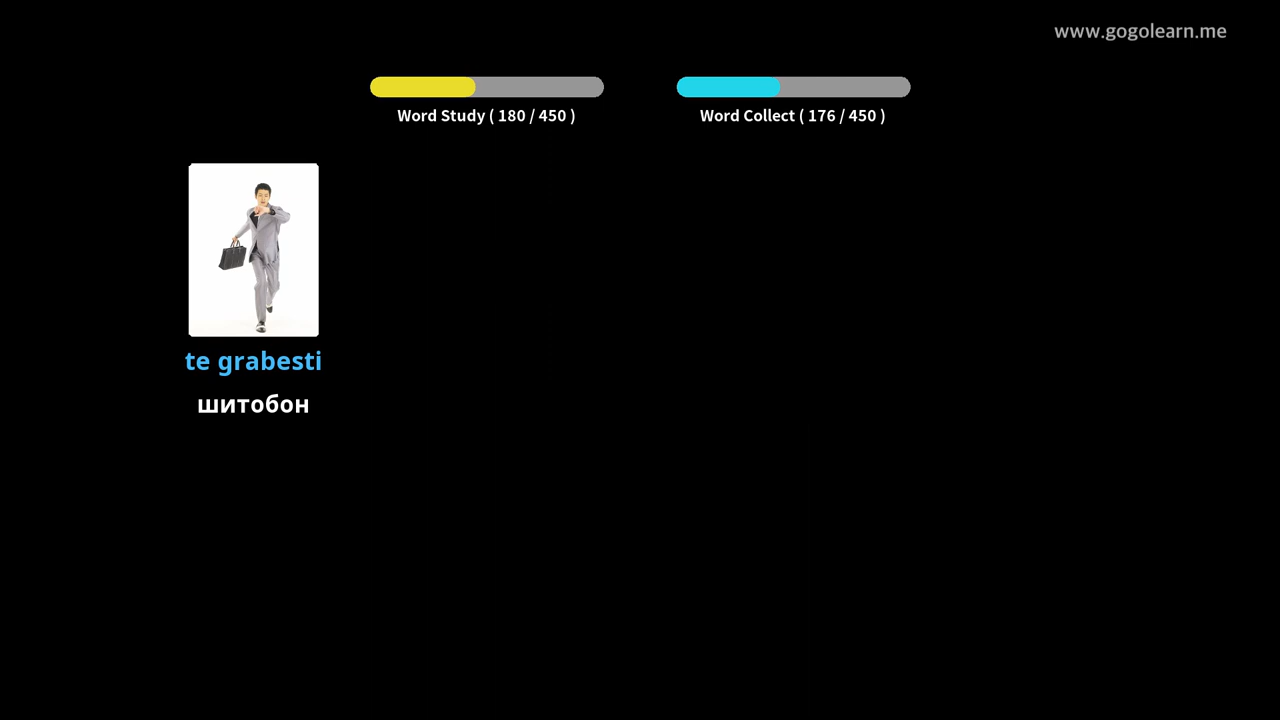 www.gogolearn.me
Word Study ( 180 / 450 )
Word Collect ( 176 / 450 )
te grabesti
шитобон